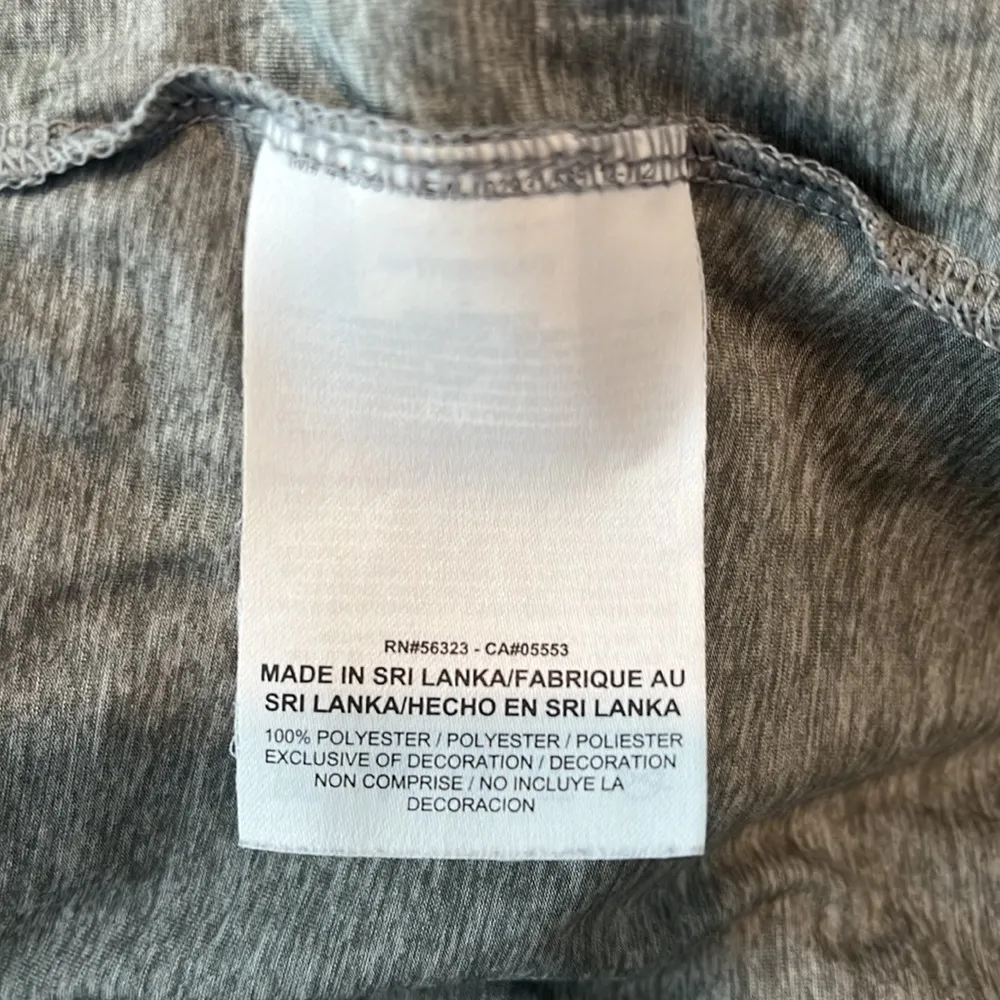 RN#56323 - CA#05553
MADE IN SRI LANKA/FABRIQUE AU
SRI LANKA/HECHO EN SRI LANKA
100% POLYESTER / POLYESTER / POLIESTER
EXCLUSIVE OF DECORATION / DECORATION
NON COMPRISE / NO INCLUYE LA
DECORACION